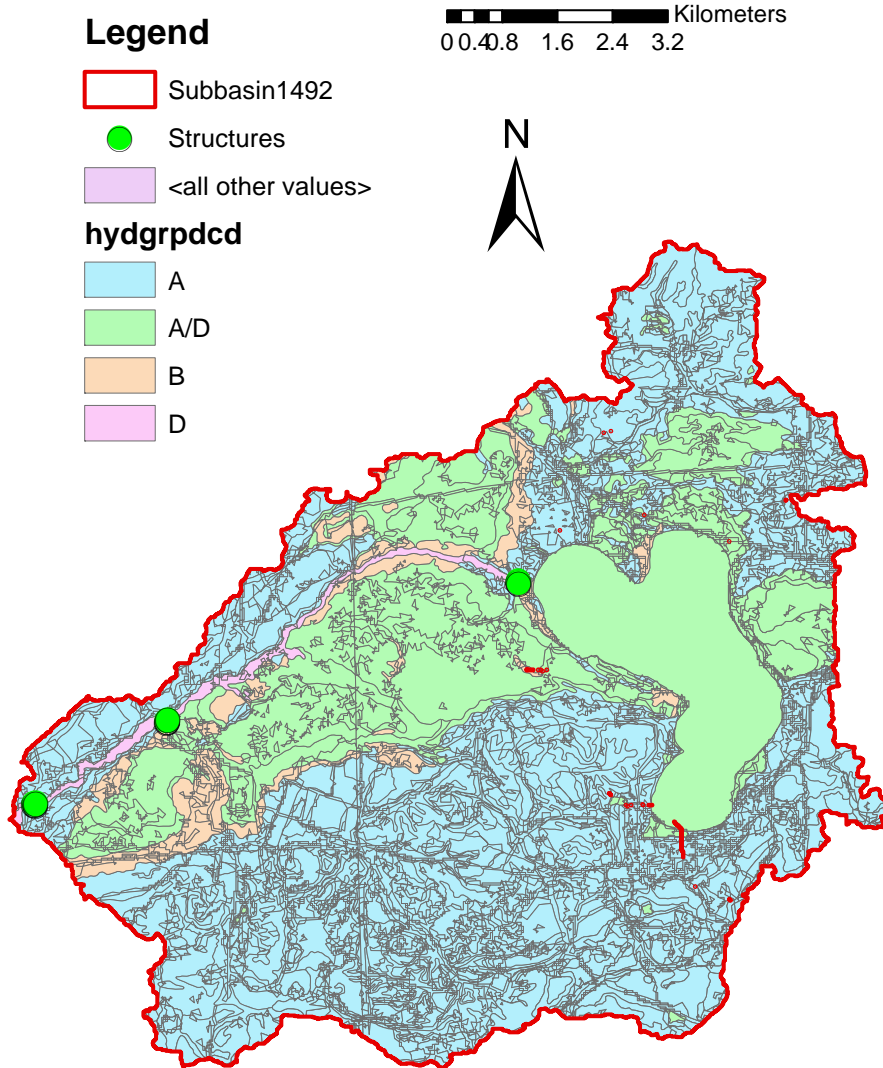 Legend
Kilometers
0 0.4 0.8 1.6 2.4 3.2
Subbasin1492
Structures
<all other values>
N
hydgrpdcd
A
A/D
B
D